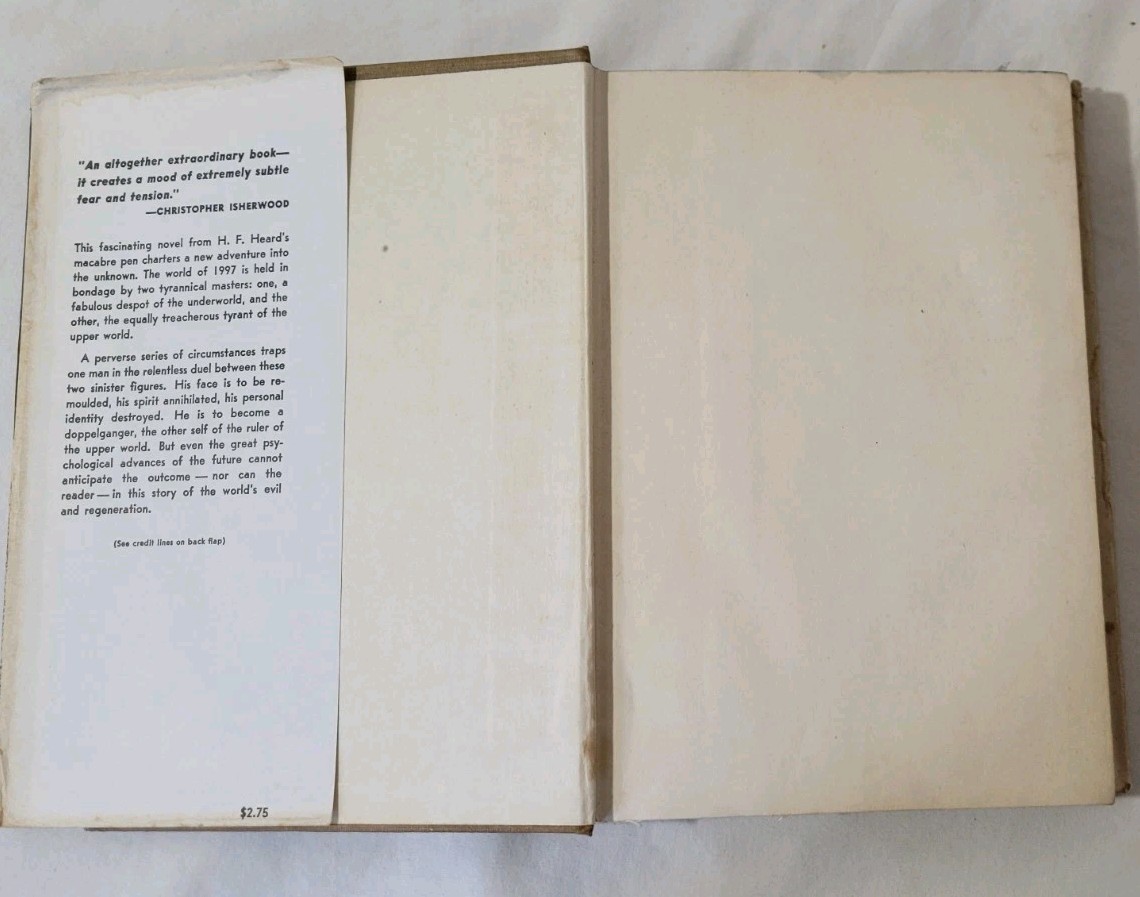 "An altogether extraordinary book—
it creates a mood of extremely subtle
fear and tension."
—CHRISTOPHER ISHERWOOD
This fascinating novel from H. F. Heard's
macabre pen charters a new adventure into
the unknown. The world of 1997 is held in
bondage by two tyrannical masters: one, a
fabulous despot of the underworld, and the
other, the equally treacherous tyrant of the
upper world.
A perverse series of circumstances traps
one man in the relentless duel between these
two sinister figures. His face is to be re-
moulded, his spirit annihilated, his personal
identity destroyed. He is to become a
doppelganger, the other self of the ruler of
the upper world. But even the great psy-
chological advances of the future cannot
anticipate the outcome — nor can the
reader — in this story of the world's evil
and regeneration.
(See credit lines on back flap)
$2.75